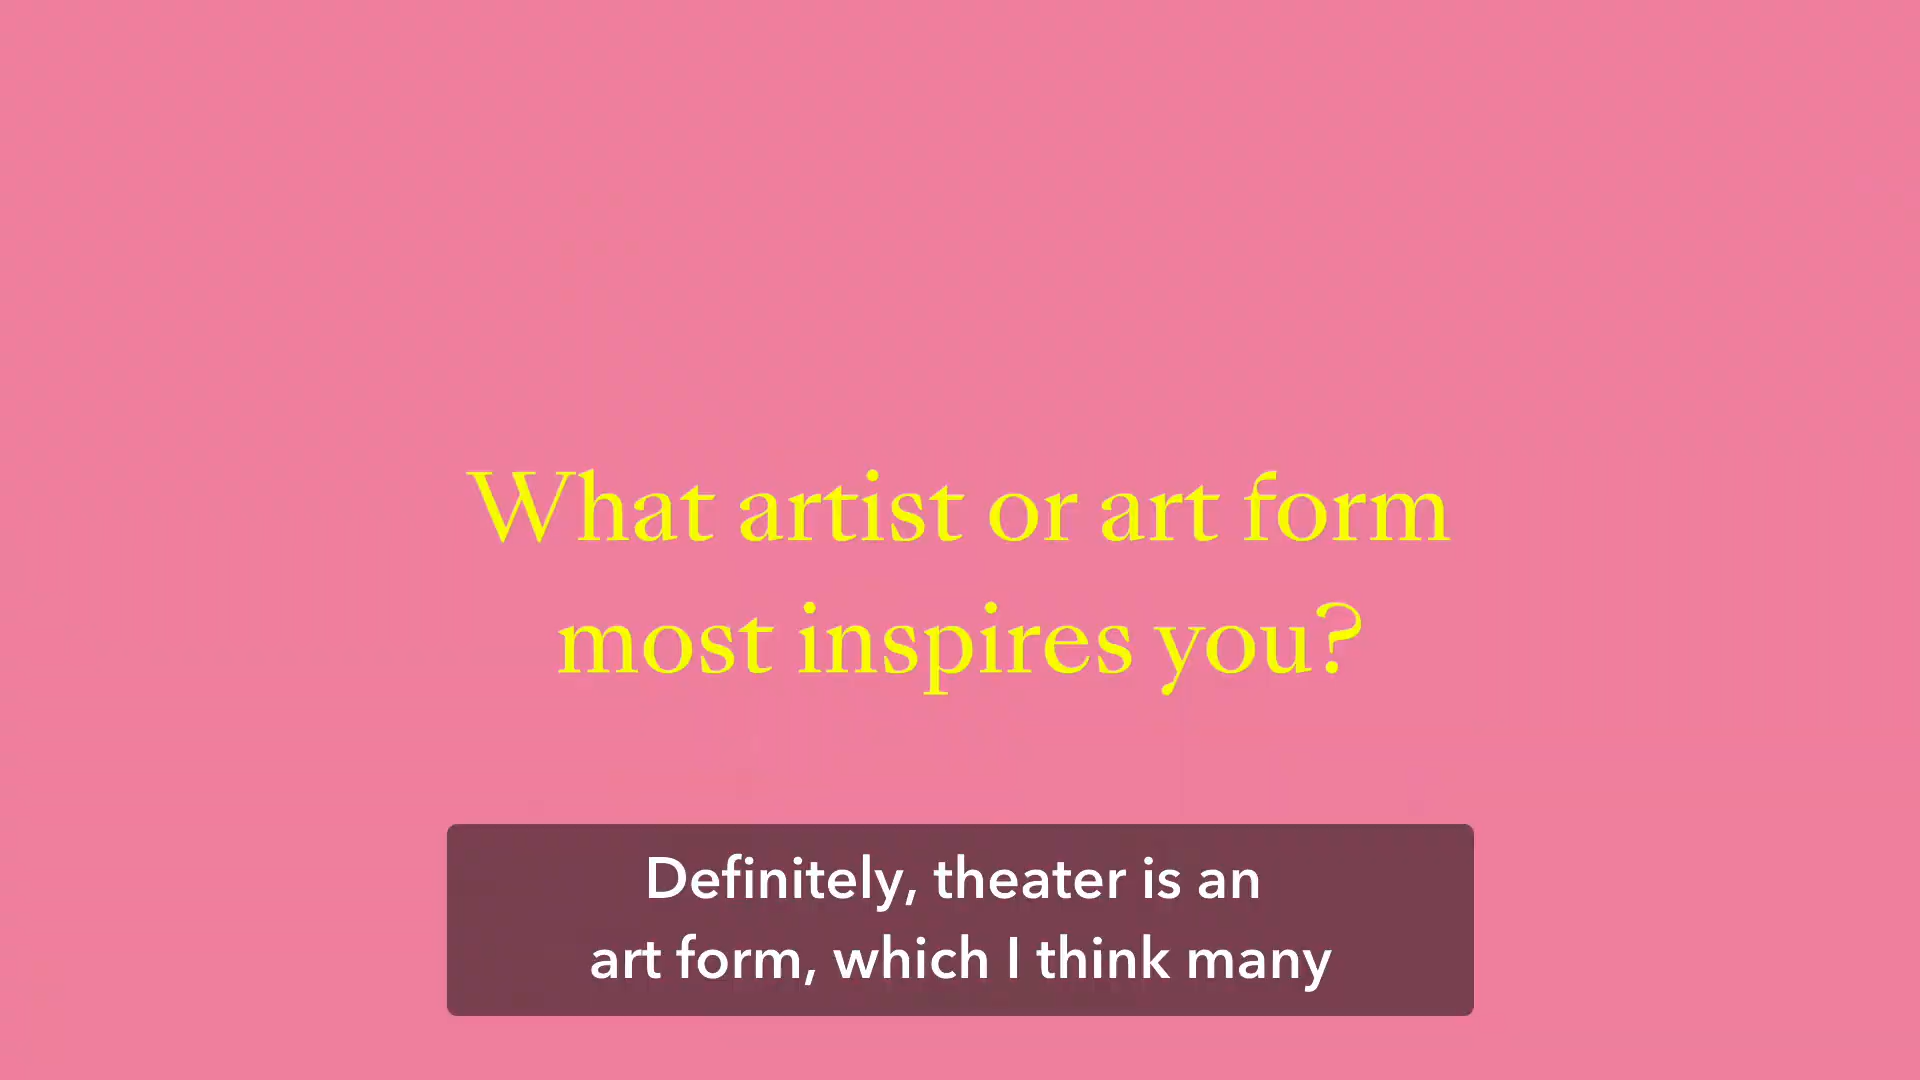 What artist or art form
most inspires you?
Definitely, theater is an
art form, which I think many